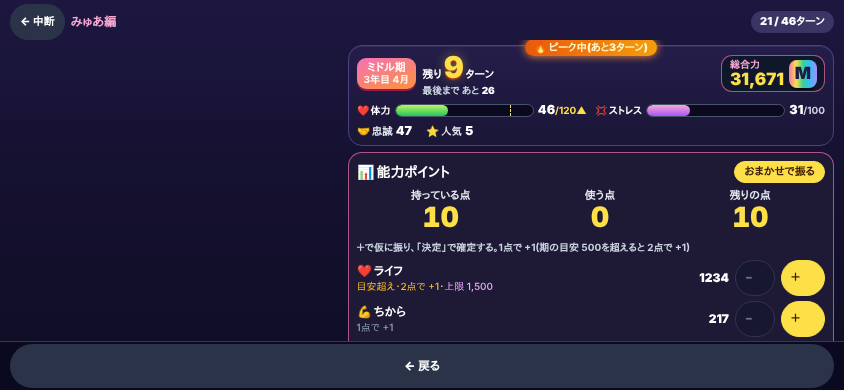 ← 中断 みゅあ編 21 / 46ターン
🔥 ピーク中(あと3ターン)
ミドル期
3年目 4月
残り 9 ターン
最後まで あと 26
総合力
31,671 M
❤️体力 46/120▲ 💢ストレス 31/100
🤝忠誠 47 ⭐人気 5
📊 能力ポイント おまかせで振る
持っている点 使う点 残りの点
10 0 10
＋で仮に振り、「決定」で確定する。1点で +1(期の目安 500を超えると 2点で +1)
❤️ ライフ 1234 − ＋
目安超え・2点で +1・上限 1,500
💪 ちから 217 − ＋
1点で +1
← 戻る